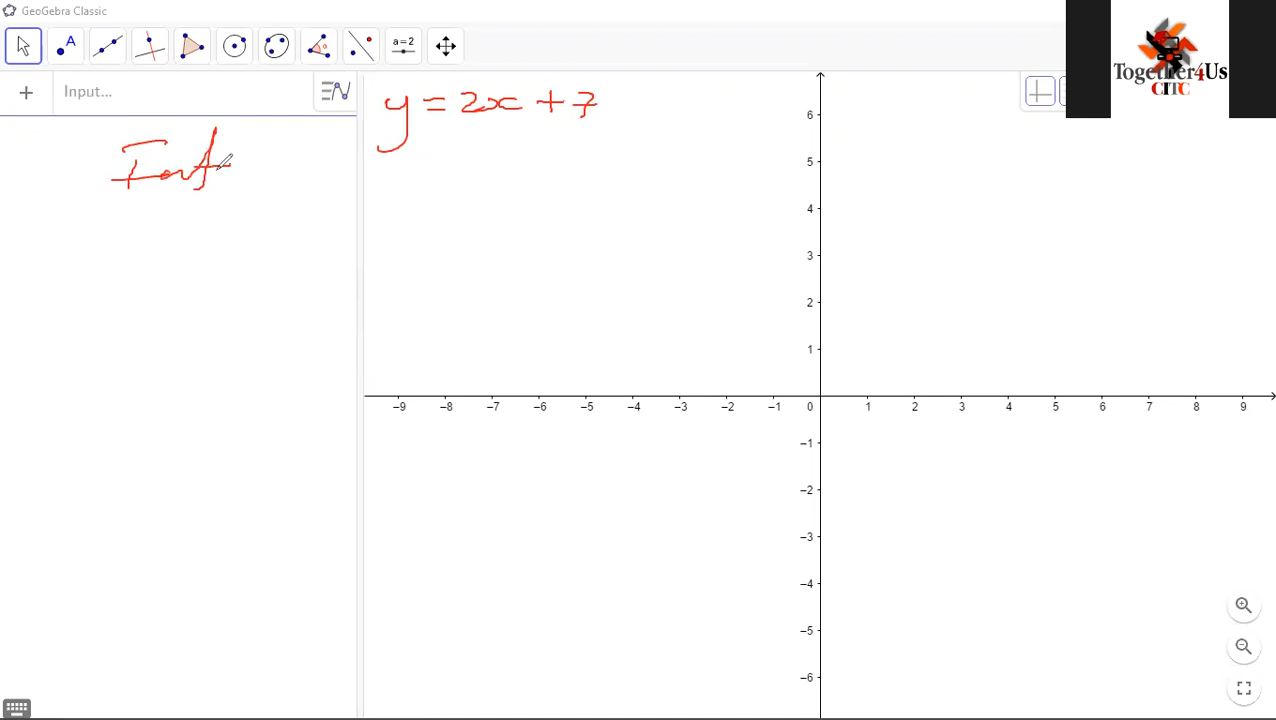 GeoGebra Classic
A
a=2
Together4Us
CITC
+
Input...
y = 2x + 7
6
5
4
3
2
1
–9 –8 –7 –6 –5 –4 –3 –2 –1 0 1 2 3 4 5 6 7 8 9
–1
–2
–3
–4
–5
–6